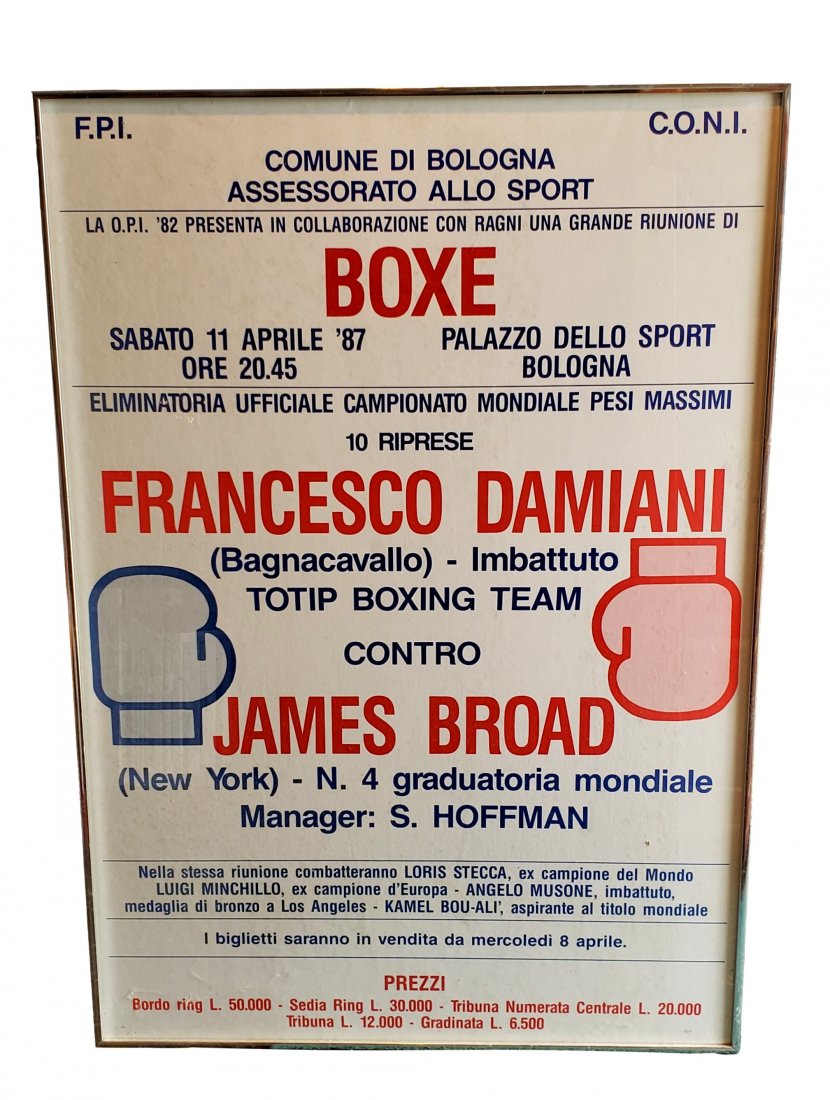 F.P.I. C.O.N.I.
COMUNE DI BOLOGNA
ASSESSORATO ALLO SPORT
LA O.P.I. '82 PRESENTA IN COLLABORAZIONE CON RAGNI UNA GRANDE RIUNIONE DI
BOXE
SABATO 11 APRILE '87 PALAZZO DELLO SPORT
ORE 20.45 BOLOGNA
ELIMINATORIA UFFICIALE CAMPIONATO MONDIALE PESI MASSIMI
10 RIPRESE
FRANCESCO DAMIANI
(Bagnacavallo) - Imbattuto
TOTIP BOXING TEAM
CONTRO
JAMES BROAD
(New York) - N. 4 graduatoria mondiale
Manager: S. HOFFMAN
Nella stessa riunione combatteranno LORIS STECCA, ex campione del Mondo
LUIGI MINCHILLO, ex campione d'Europa - ANGELO MUSONE, imbattuto,
medaglia di bronzo a Los Angeles - KAMEL BOU-ALI', aspirante al titolo mondiale
I biglietti saranno in vendita da mercoledì 8 aprile.
PREZZI
Bordo ring L. 50.000 - Sedia Ring L. 30.000 - Tribuna Numerata Centrale L. 20.000
Tribuna L. 12.000 - Gradinata L. 6.500